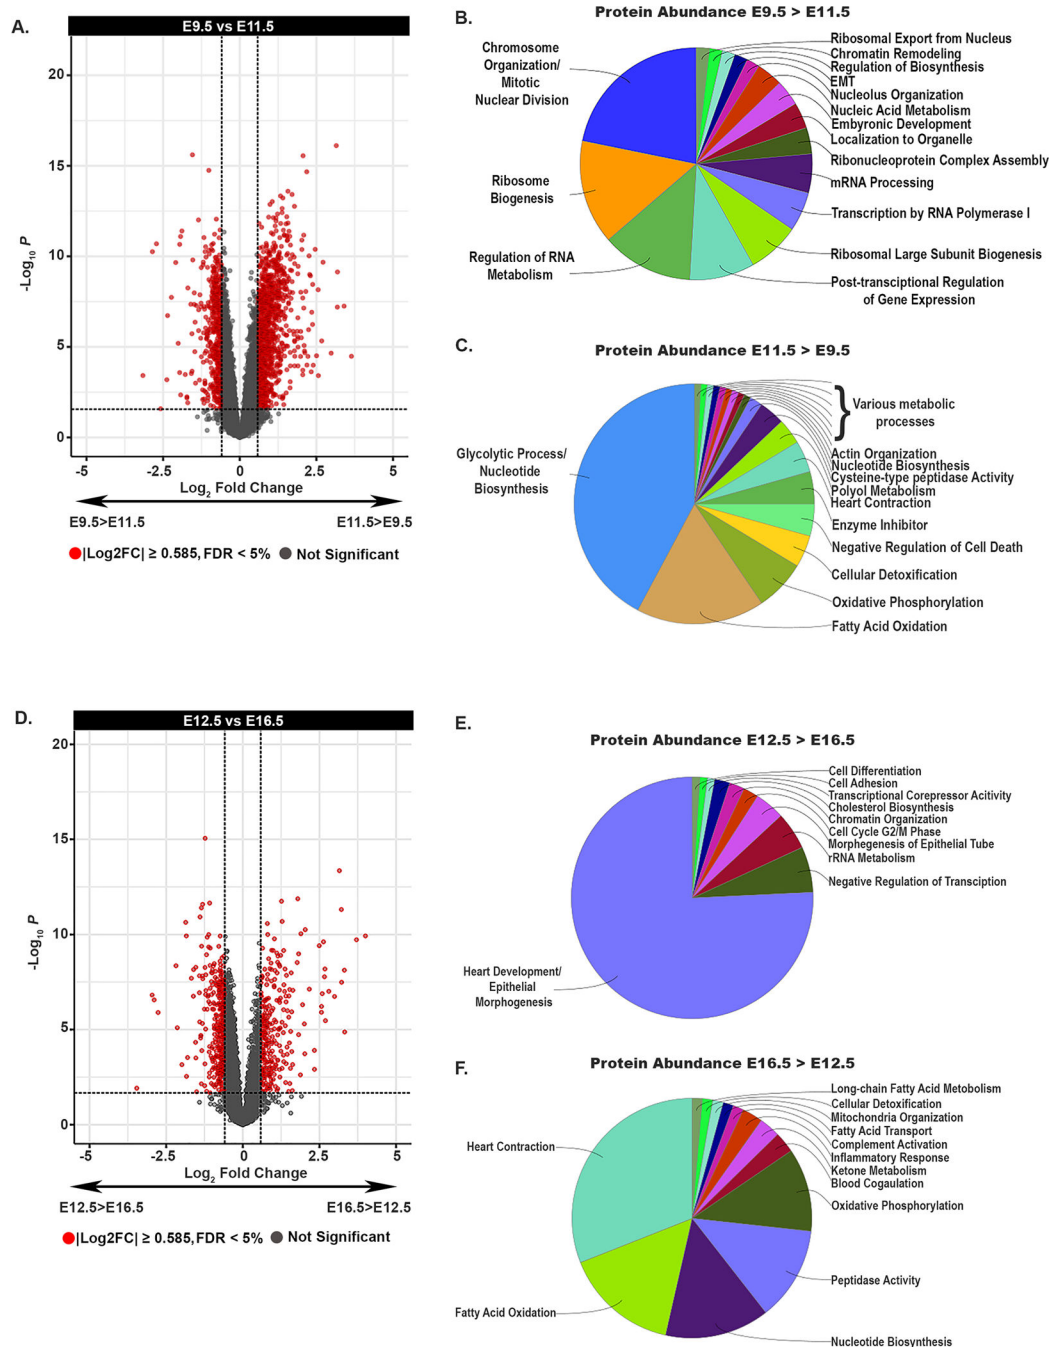 A.
E9.5 vs E11.5
20
15
10
5
0
-Log10 P
-5
-2.5
0.0
2.5
5
Log2 Fold Change
E9.5>E11.5
E11.5>E9.5
|Log2FC| ≥ 0.585, FDR < 5%
Not Significant
B.
Protein Abundance E9.5 > E11.5
Chromosome
Organization/
Mitotic
Nuclear Division
Ribosome
Biogenesis
Regulation of RNA
Metabolism
Ribosomal Export from Nucleus
Chromatin Remodeling
Regulation of Biosynthesis
EMT
Nucleolus Organization
Nucleic Acid Metabolism
Embyronic Development
Localization to Organelle
Ribonucleoprotein Complex Assembly
mRNA Processing
Transcription by RNA Polymerase I
Ribosomal Large Subunit Biogenesis
Post-transciptional Regulation
of Gene Expression
C.
Protein Abundance E11.5 > E9.5
Glycolytic Process/
Nucleotide
Biosynthesis
}
Various metabolic
processes
Actin Organization
Nucleotide Biosynthesis
Cysteine-type peptidase Activity
Polyol Metabolism
Heart Contraction
Enzyme Inhibitor
Negative Regulation of Cell Death
Cellular Detoxification
Oxidative Phosphorylation
Fatty Acid Oxidation
D.
E12.5 vs E16.5
20
15
10
5
0
-Log10 P
-5
-2.5
0.0
2.5
5
Log2 Fold Change
E12.5>E16.5
E16.5>E12.5
|Log2FC| ≥ 0.585, FDR < 5%
Not Significant
E.
Protein Abundance E12.5 > E16.5
Cell Differentiation
Cell Adhesion
Transcriptional Corepressor Acitivity
Cholesterol Biosynthesis
Chromatin Organization
Cell Cycle G2/M Phase
Morphegenesis of Epithelial Tube
rRNA Metabolism
Negative Regulation of Transciption
Heart Development/
Epithelial
Morphogenesis
F.
Protein Abundance E16.5 > E12.5
Heart Contraction
Fatty Acid Oxidation
Long-chain Fatty Acid Metobolism
Cellular Detoxification
Mitochondria Organization
Fatty Acid Transport
Complement Activation
Inflammatory Response
Ketone Metabolism
Blood Cogaulation
Oxidative Phosphorylation
Peptidase Activity
Nucleotide Biosynthesis